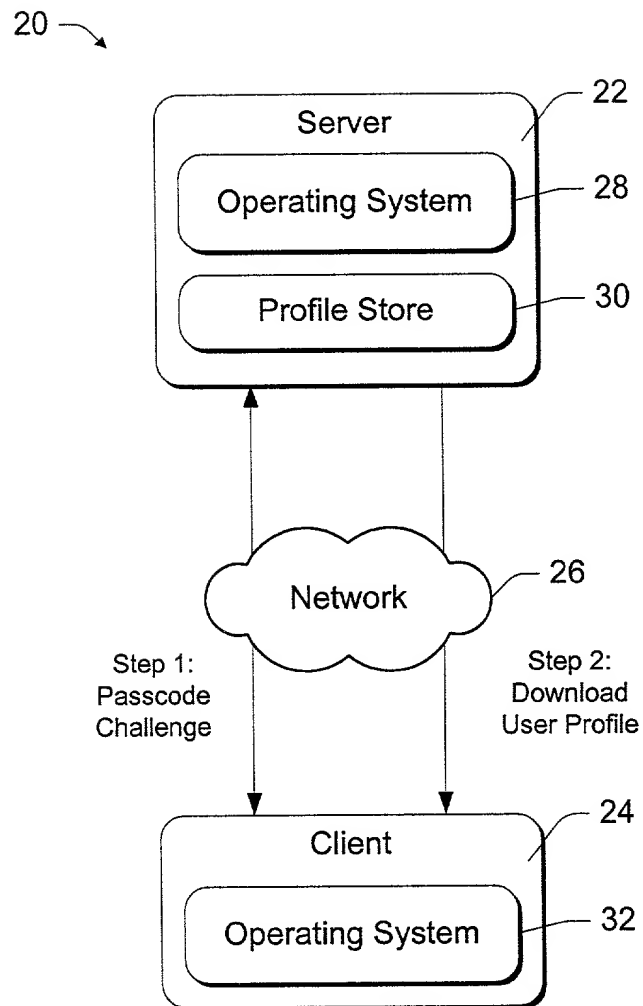 20
22
Server
Operating System
28
Profile Store
30
Network
26
Step 1:
Passcode
Challenge
Step 2:
Download
User Profile
24
Client
Operating System
32